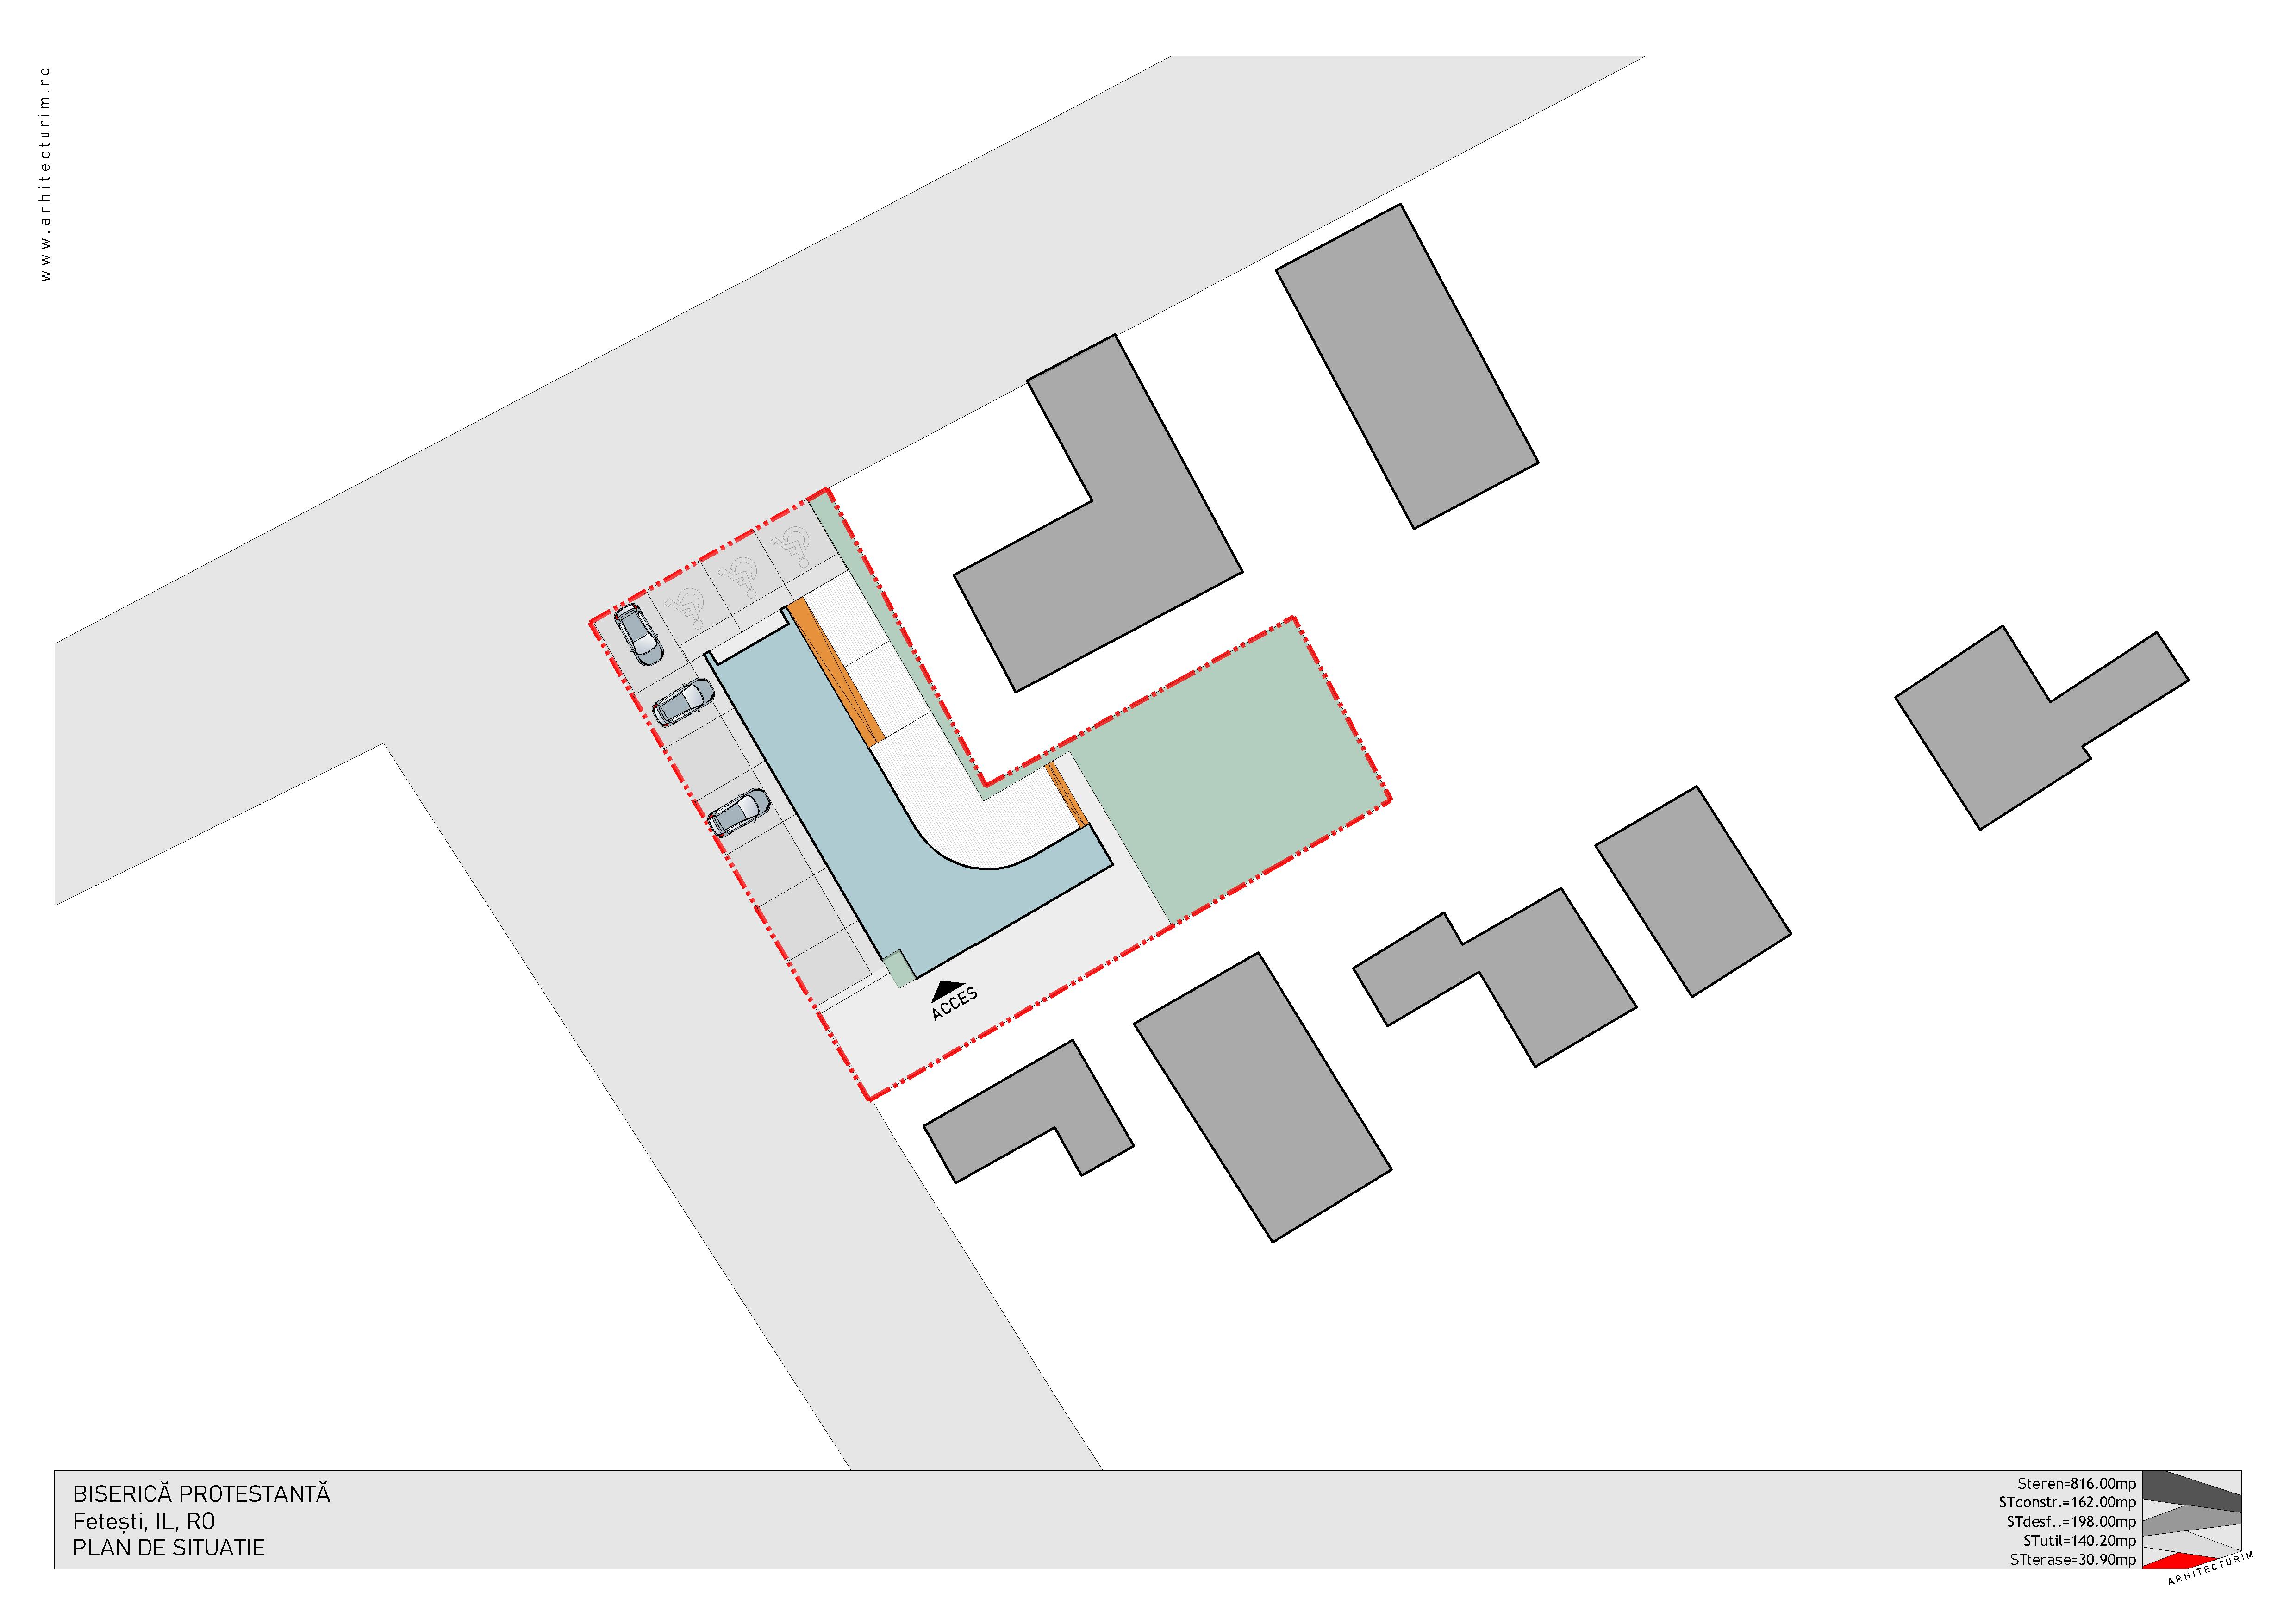 www.arhitecturim.ro
ACCES
BISERICĂ PROTESTANTĂ
Fetești, IL, RO
PLAN DE SITUATIE
Steren=816.00mp
STconstr.=162.00mp
STdesf..=198.00mp
STutil=140.20mp
STterase=30.90mp
ARHITECTURIM